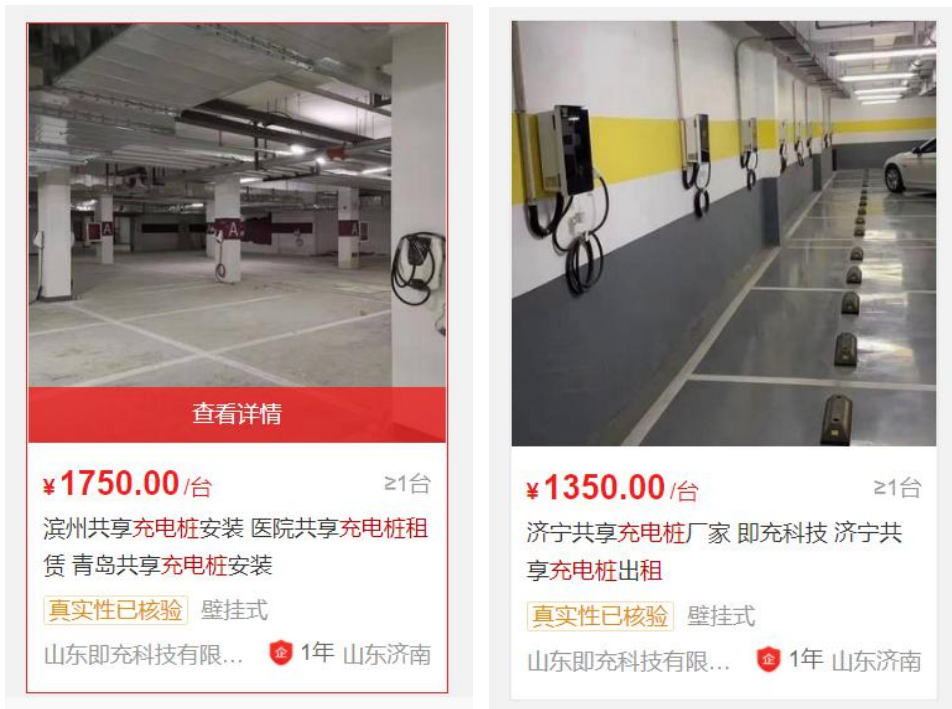 A
A
A
查看详情
¥1750.00/台 ≥1台
滨州共享充电桩安装 医院共享充电桩租
赁 青岛共享充电桩安装
真实性已核验 壁挂式
山东即充科技有限... 企 1年 山东济南
¥1350.00/台 ≥1台
济宁共享充电桩厂家 即充科技 济宁共
享充电桩出租
真实性已核验 壁挂式
山东即充科技有限... 企 1年 山东济南